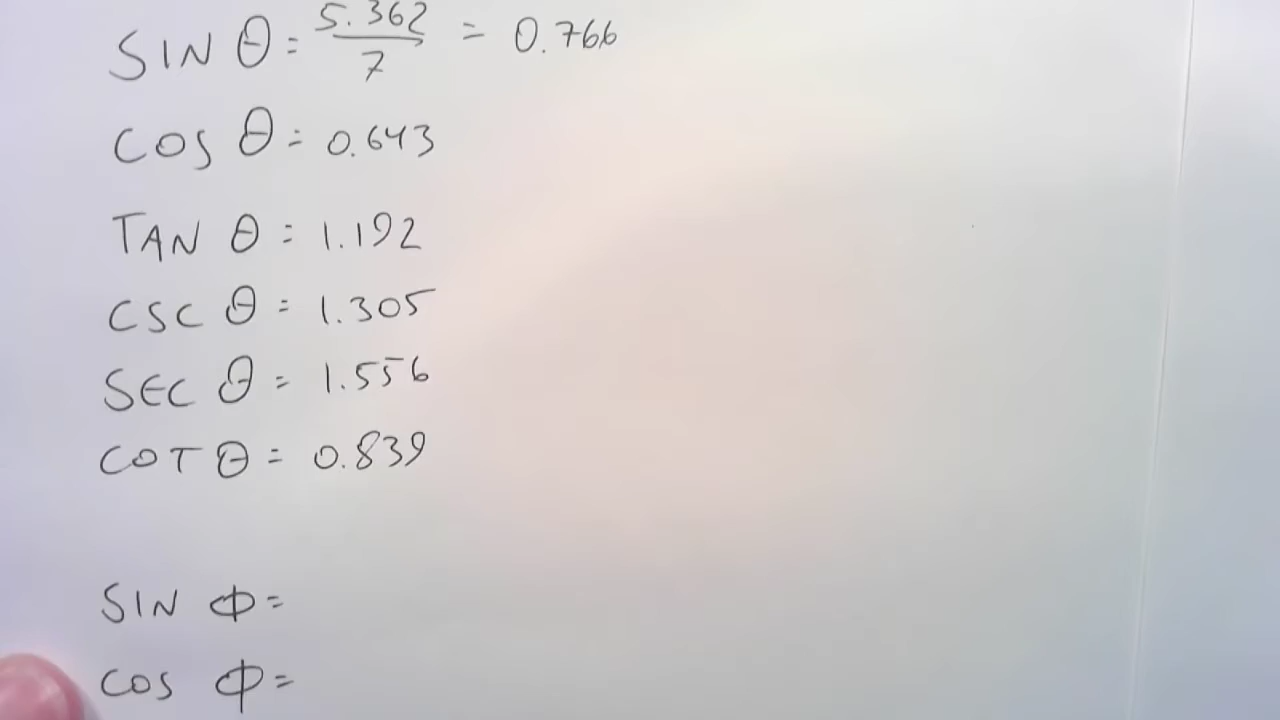 SIN θ = 5.362/7 = 0.766
COS θ = 0.643
TAN θ = 1.192
CSC θ = 1.305
SEC θ = 1.556
COT θ = 0.839
SIN ϕ =
COS ϕ =